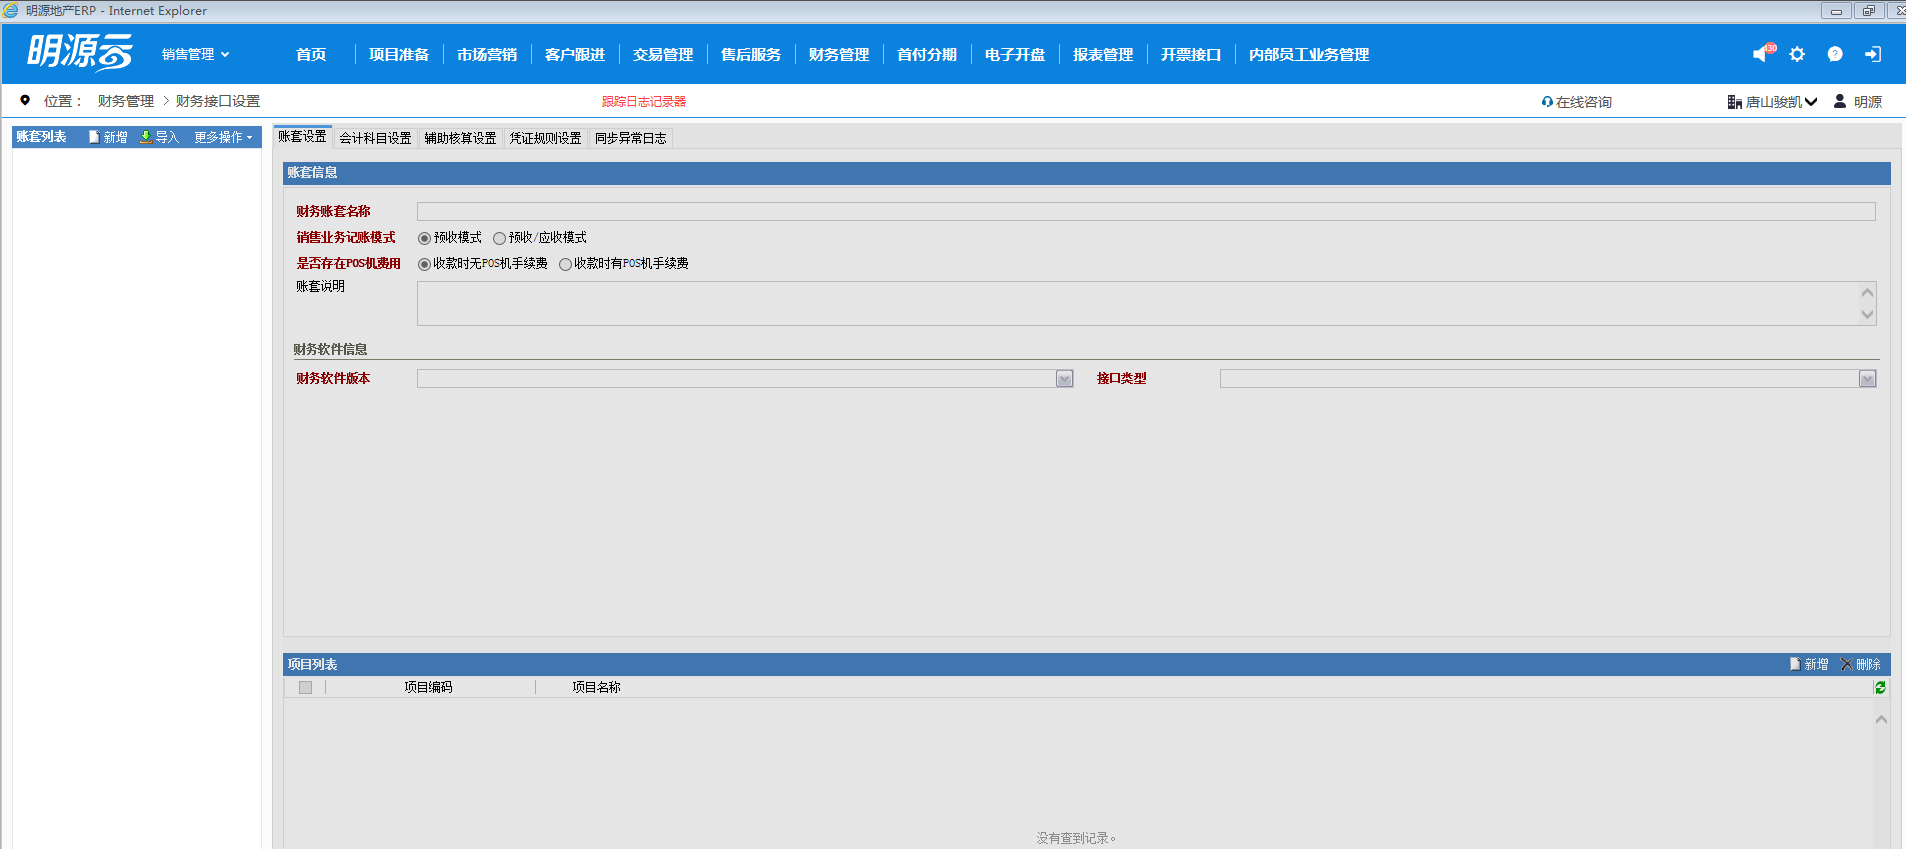 明源地产ERP - Internet Explorer
明源云 销售管理 首页 项目准备 市场营销 客户跟进 交易管理 售后服务 财务管理 首付分期 电子开盘 报表管理 开票接口 内部员工业务管理 130
位置： 财务管理 > 财务接口设置 跟踪日志记录器 在线咨询 唐山骏凯 明源
账套列表 新增 导入 更多操作
账套设置 会计科目设置 辅助核算设置 凭证规则设置 同步异常日志
账套信息
财务账套名称
销售业务记账模式 预收模式 预收/应收模式
是否存在POS机费用 收款时无POS机手续费 收款时有POS机手续费
账套说明
财务软件信息
财务软件版本 接口类型
项目列表 新增 删除
项目编码 项目名称
没有查到记录。